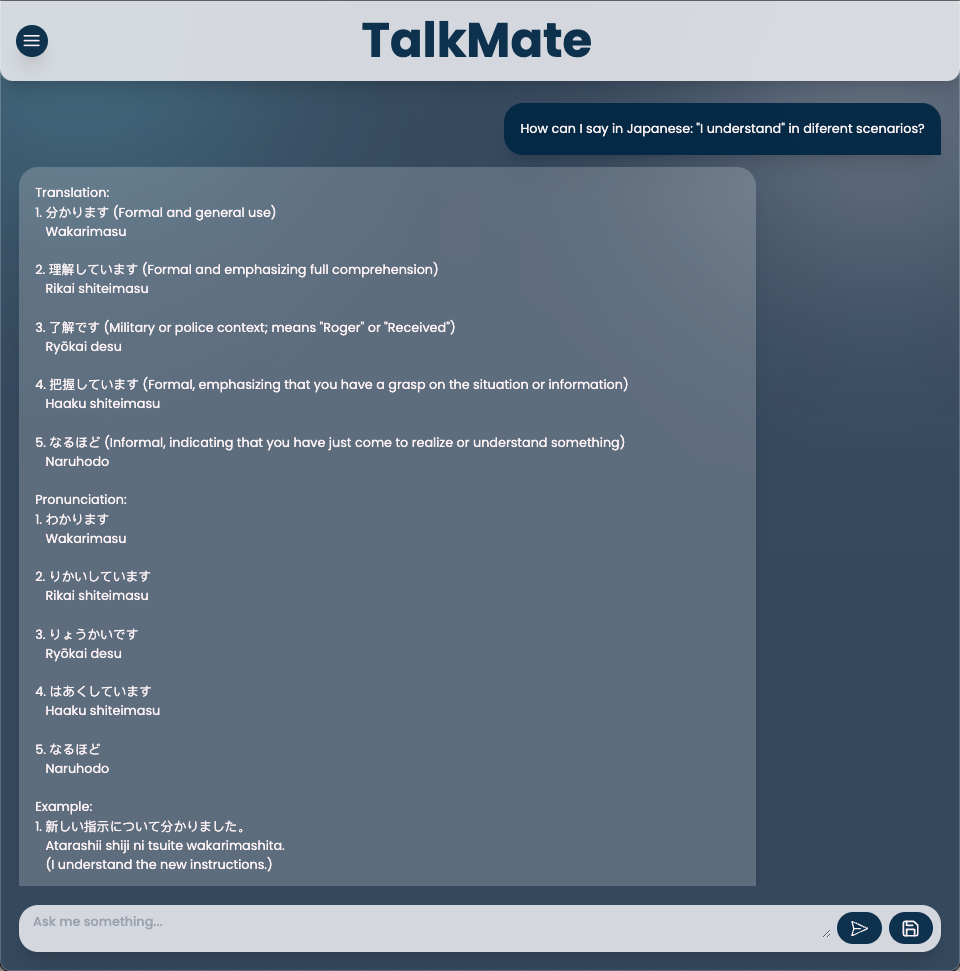 TalkMate
How can I say in Japanese: "I understand" in diferent scenarios?
Translation:
1. 分かります (Formal and general use)
Wakarimasu
2. 理解しています (Formal and emphasizing full comprehension)
Rikai shiteimasu
3. 了解です (Military or police context; means "Roger" or "Received")
Ryōkai desu
4. 把握しています (Formal, emphasizing that you have a grasp on the situation or information)
Haaku shiteimasu
5. なるほど (Informal, indicating that you have just come to realize or understand something)
Naruhodo
Pronunciation:
1. わかります
Wakarimasu
2. りかいしています
Rikai shiteimasu
3. りょうかいです
Ryōkai desu
4. はあくしています
Haaku shiteimasu
5. なるほど
Naruhodo
Example:
1. 新しい指示について分かりました。
Atarashii shiji ni tsuite wakarimashita.
(I understand the new instructions.)
Ask me something...